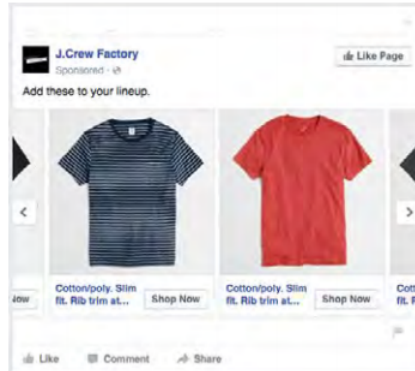 J.Crew Factory
Like Page
Sponsored ·
Add these to your lineup.
Cotton/poly. Slim
fit. Rib trim at...
Shop Now
Cotton/poly. Slim
fit. Rib trim at...
Shop Now
Like Comment Share